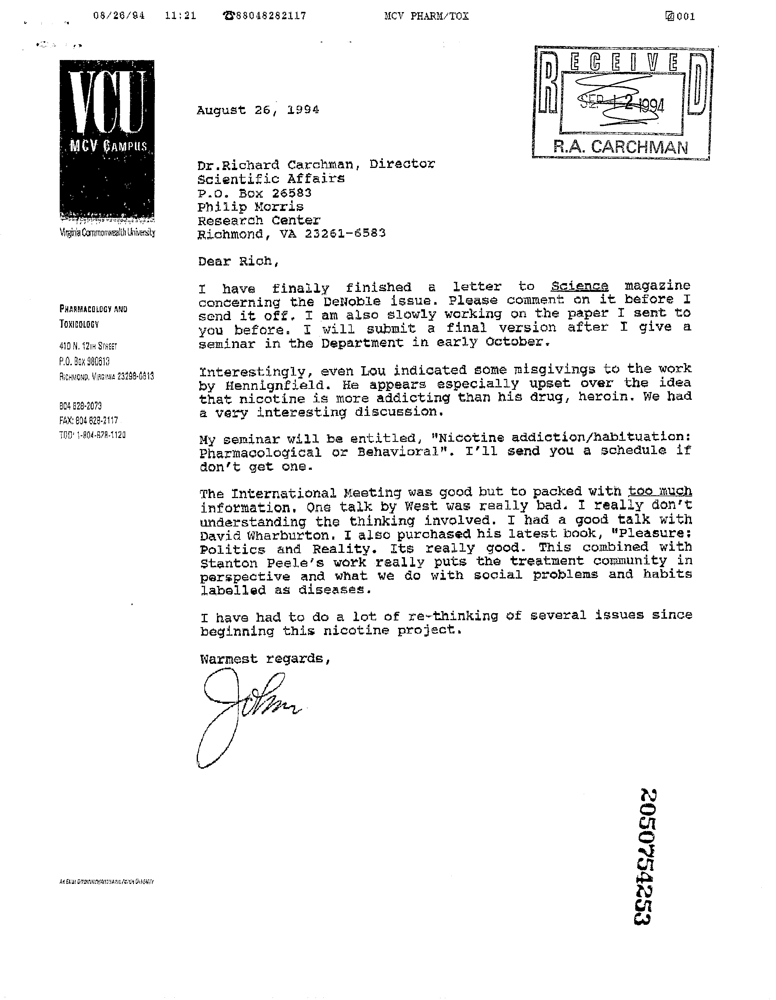 08/26/94 11:21 ☎88048282117 MCV PHARM/TOX 001
RECEIVED
SEP 12 1994
R.A. CARCHMAN
VCU
MCV CAMPUS
Virginia Commonwealth University
August 26, 1994
Dr.Richard Carchman, Director
Scientific Affairs
P.O. Box 26583
Philip Morris
Research Center
Richmond, VA 23261-6583
Dear Rich,
PHARMACOLOGY AND
TOXICOLOGY
410 N. 12TH STREET
P.O. BOX 980613
RICHMOND, VIRGINIA 23298-0613
804 828-2073
FAX: 804 828-2117
TDD: 1-804-828-1120
I have finally finished a letter to Science magazine
concerning the DeNoble issue. Please comment on it before I
send it off. I am also slowly working on the paper I sent to
you before. I will submit a final version after I give a
seminar in the Department in early October.
Interestingly, even Lou indicated some misgivings to the work
by Hennignfield. He appears especially upset over the idea
that nicotine is more addicting than his drug, heroin. We had
a very interesting discussion.
My seminar will be entitled, "Nicotine addiction/habituation:
Pharmacological or Behavioral". I'll send you a schedule if
don't get one.
The International Meeting was good but to packed with too much
information. One talk by West was really bad. I really don't
understanding the thinking involved. I had a good talk with
David Wharburton. I also purchased his latest book, "Pleasure:
Politics and Reality. Its really good. This combined with
Stanton Peele's work really puts the treatment community in
perspective and what we do with social problems and habits
labelled as diseases.
I have had to do a lot of re-thinking of several issues since
beginning this nicotine project.
Warmest regards,
John
2050754253